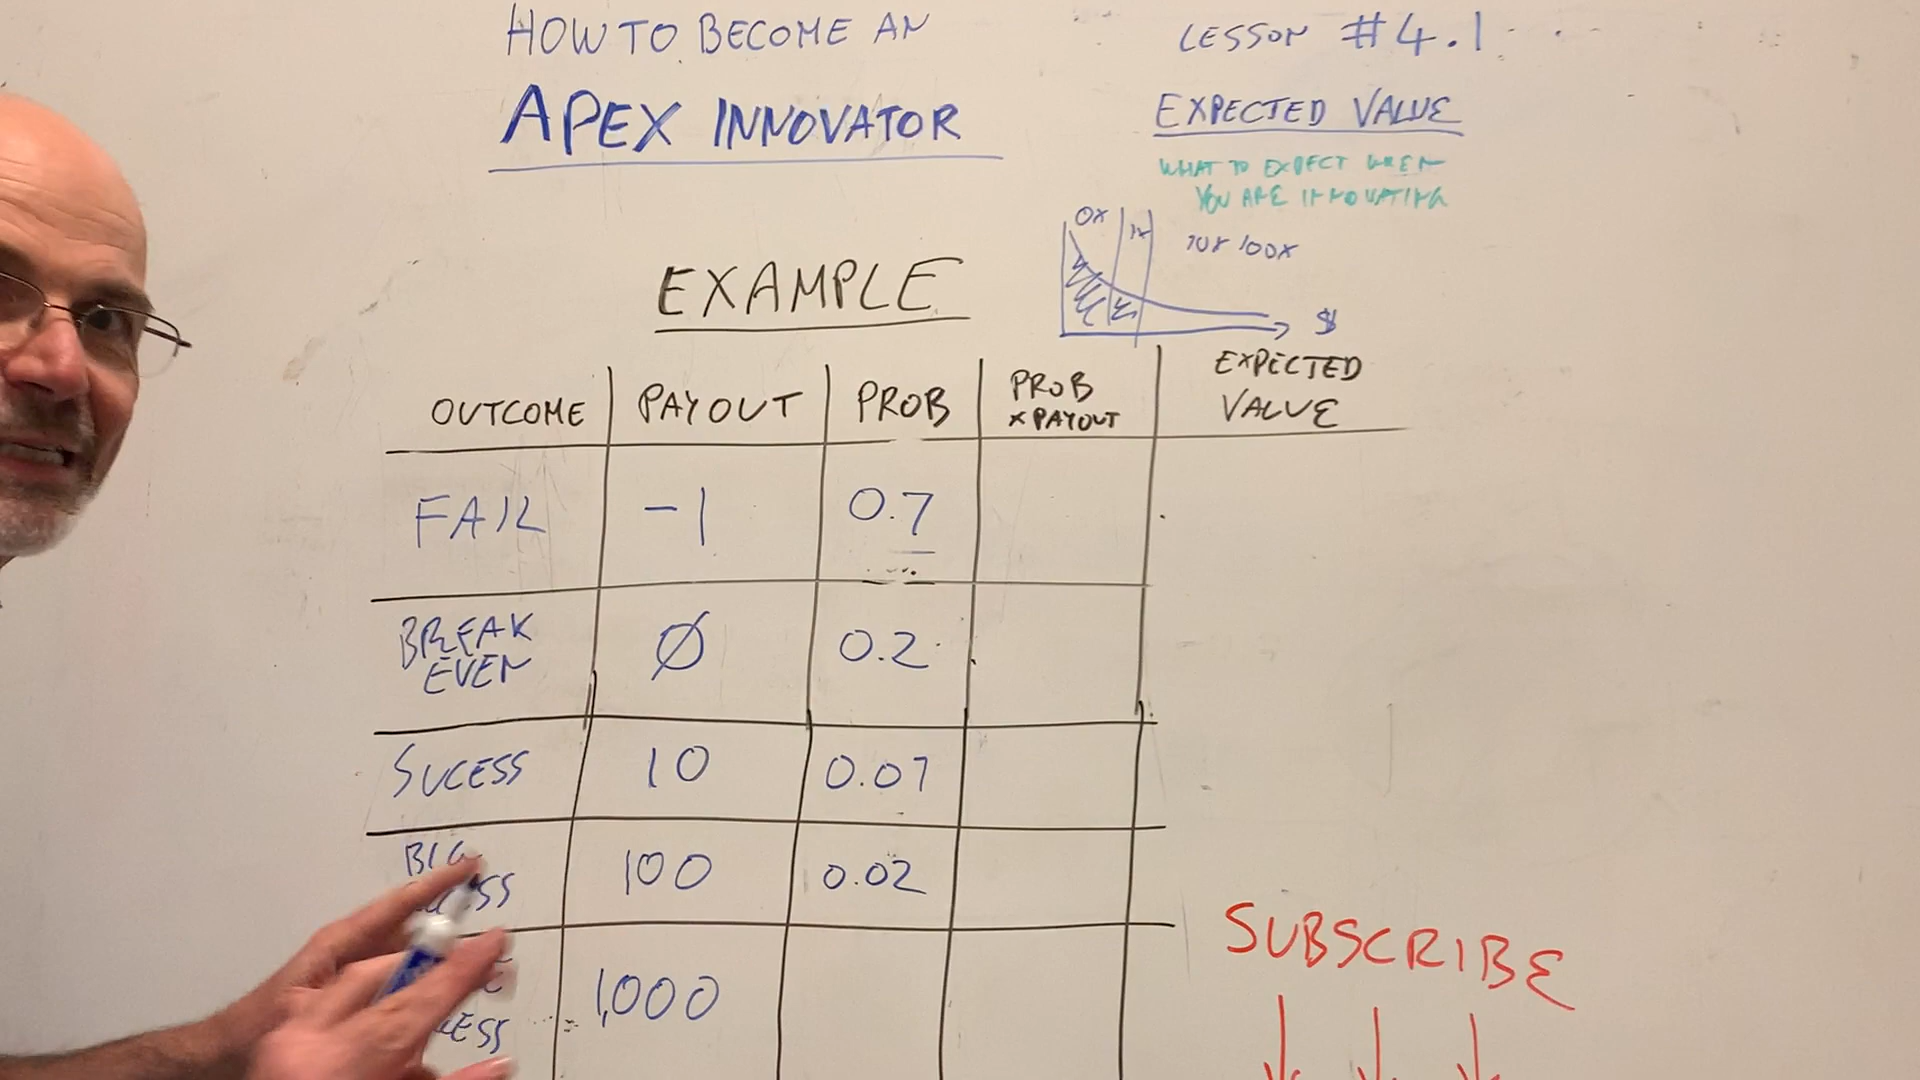 HOW TO BECOME AN
APEX INNOVATOR
LESSON #4.1
EXPECTED VALUE
WHAT TO EXPECT WHEN
YOU ARE INNOVATING
0X 1X 10X 100X
$
EXAMPLE
OUTCOME PAYOUT PROB PROB X PAYOUT EXPECTED VALUE
FAIL -1 0.7
BREAK EVEN Ø 0.2
SUCESS 10 0.07
BIG 100 0.02
1,000
SUBSCRIBE